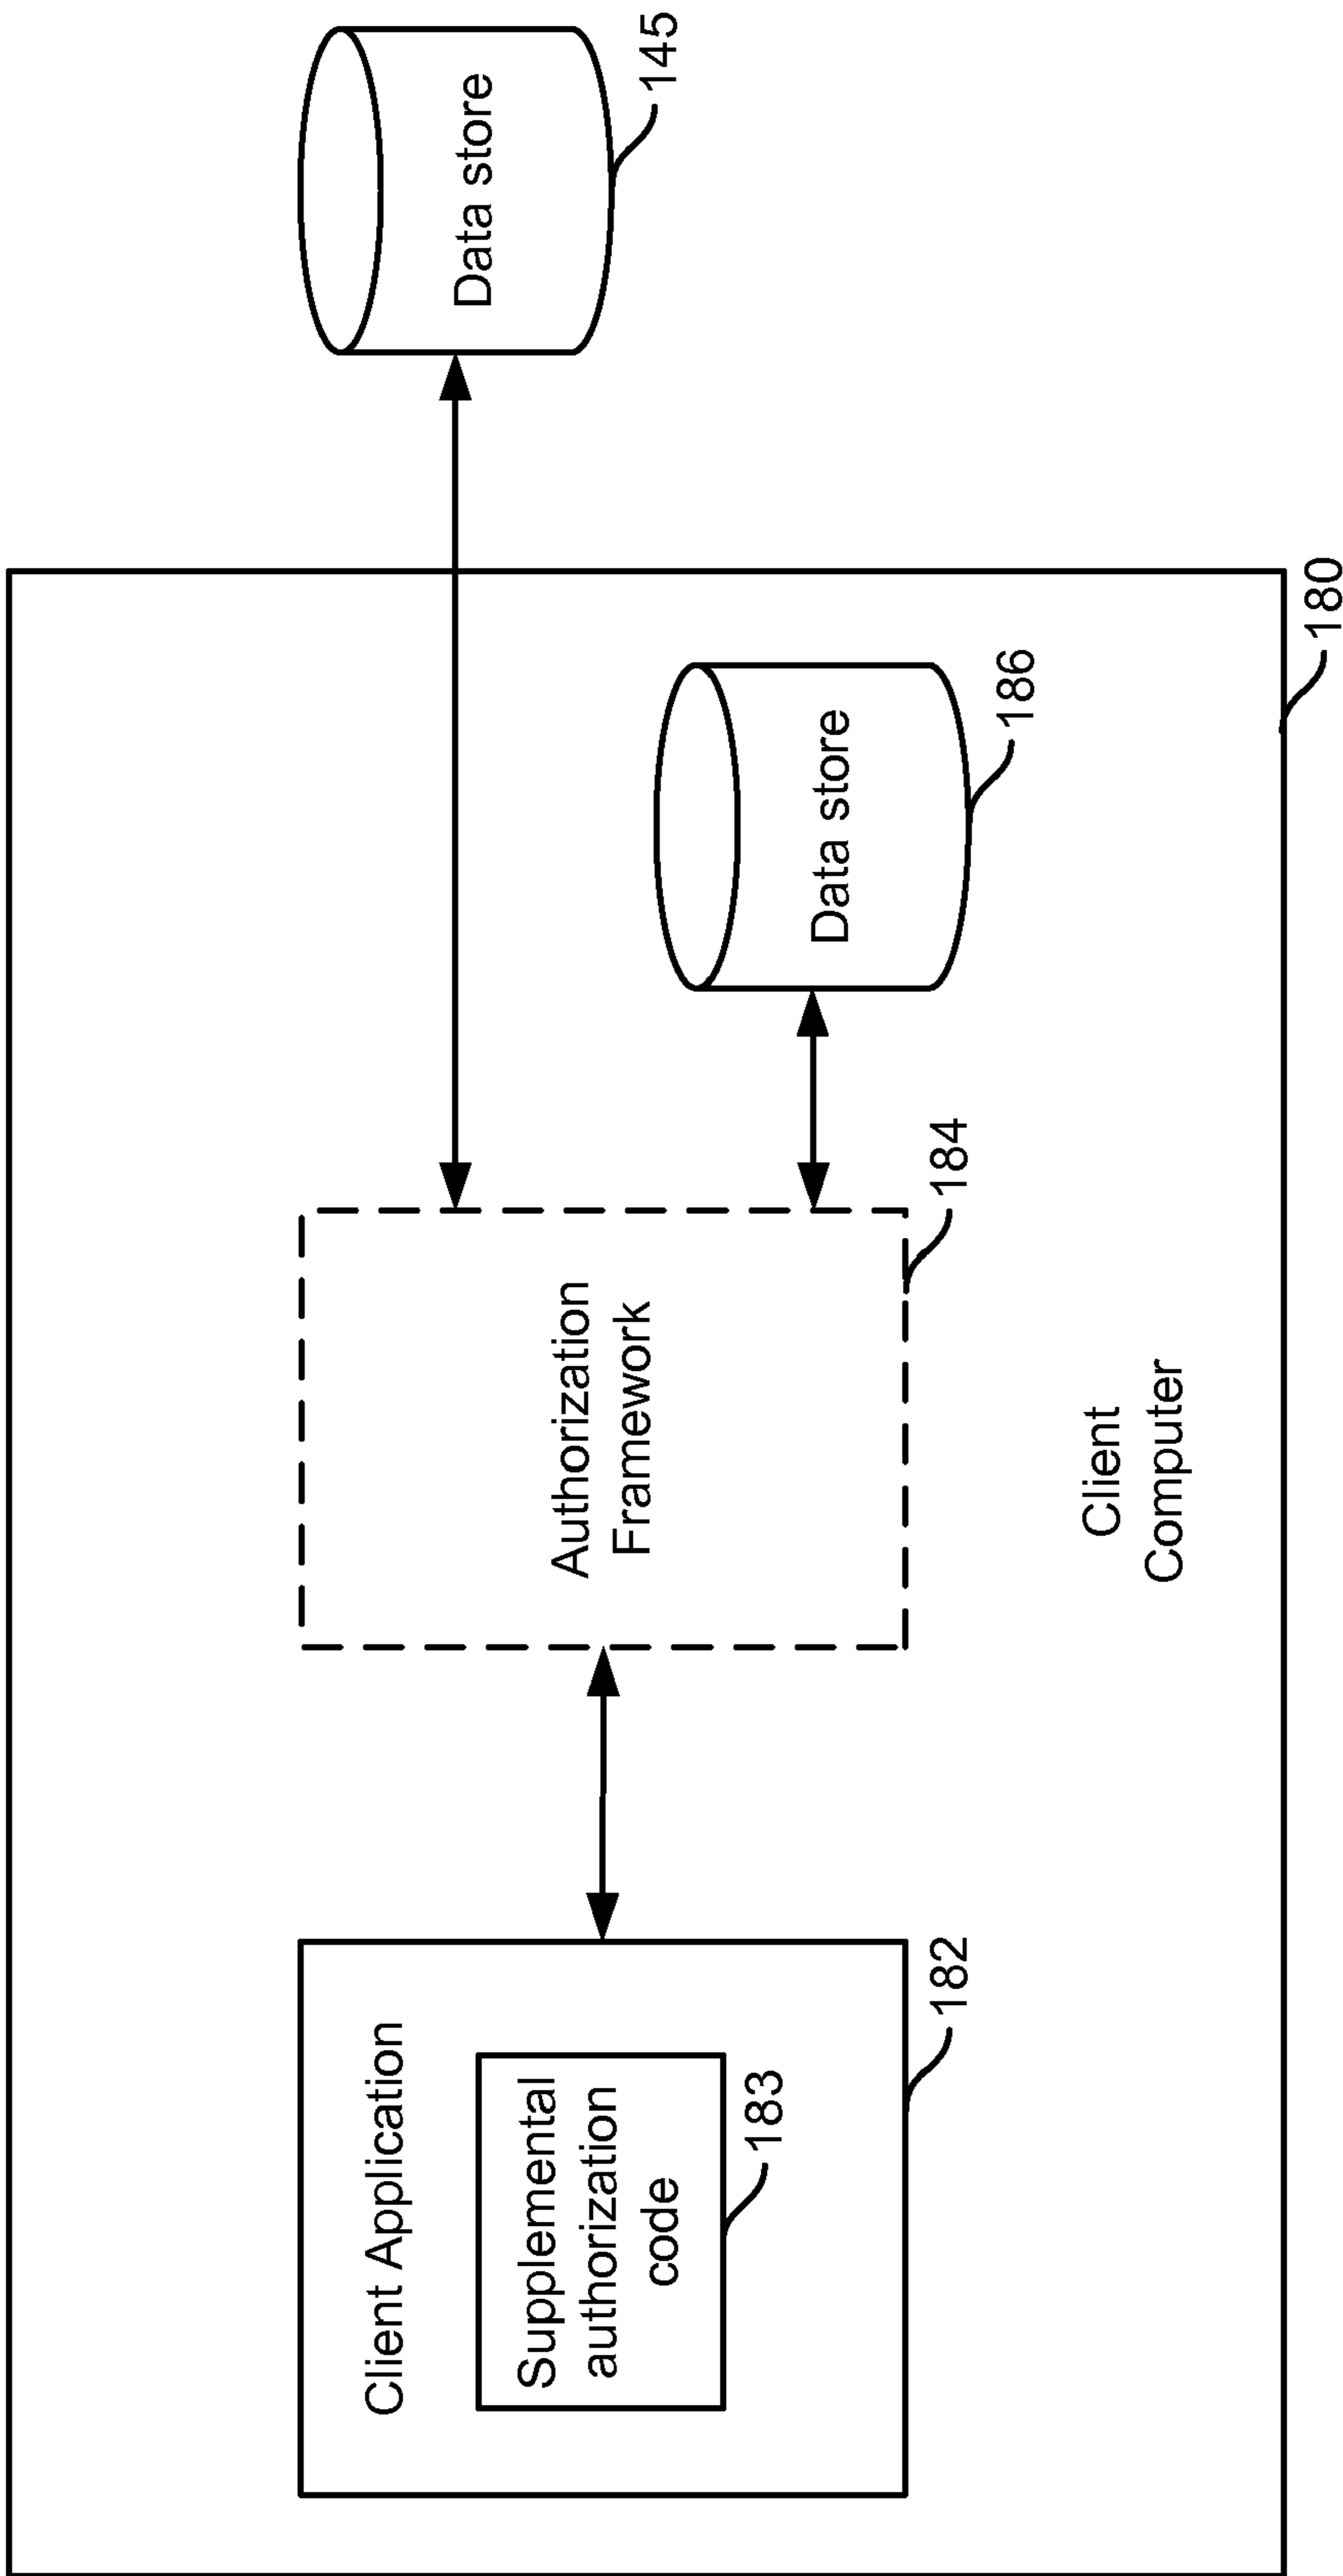 Client Application
Supplemental
authorization
code
183
182
Authorization
Framework
184
Data store
186
Data store
145
Client
Computer
180